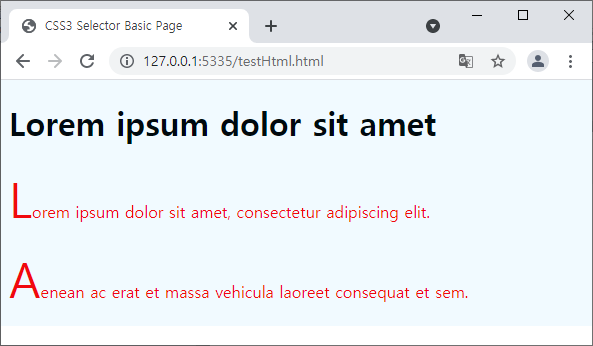 CSS3 Selector Basic Page
127.0.0.1:5335/testHtml.html
Lorem ipsum dolor sit amet
Lorem ipsum dolor sit amet, consectetur adipiscing elit.
Aenean ac erat et massa vehicula laoreet consequat et sem.